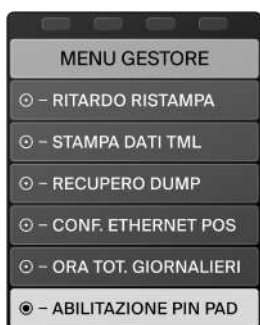 MENU GESTORE
⊙ – RITARDO RISTAMPA
⊙ – STAMPA DATI TML
⊙ – RECUPERO DUMP
⊙ – CONF. ETHERNET POS
⊙ – ORA TOT. GIORNALIERI
◉ – ABILITAZIONE PIN PAD